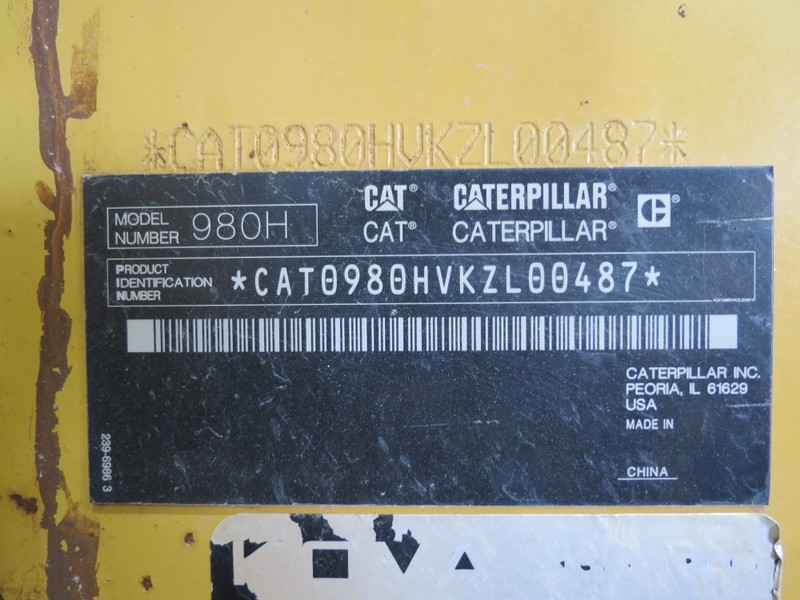 *CAT0980HVKZL00487*
CAT® CATERPILLAR®
MODEL NUMBER 980H
CAT® CATERPILLAR® C®
PRODUCT IDENTIFICATION NUMBER *CAT0980HVKZL00487*
CATERPILLAR INC.
PEORIA, IL 61629
USA
MADE IN
CHINA
239-6986 3